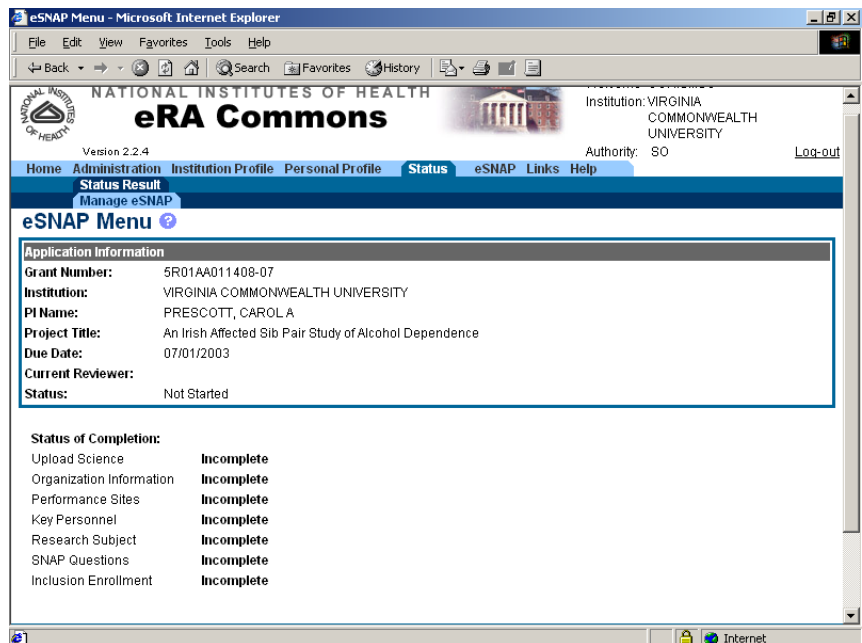 eSNAP Menu - Microsoft Internet Explorer
File Edit View Favorites Tools Help
Back Search Favorites History
NATIONAL INSTITUTES OF HEALTH
NATIONAL INSTITUTES OF HEALTH
eRA Commons
Version 2.2.4
Institution: VIRGINIA
COMMONWEALTH
UNIVERSITY
Authority: SO Log-out
Home Administration Institution Profile Personal Profile Status eSNAP Links Help
Status Result
Manage eSNAP
eSNAP Menu ?
Application Information
Grant Number: 5R01AA011408-07
Institution: VIRGINIA COMMONWEALTH UNIVERSITY
PI Name: PRESCOTT, CAROL A
Project Title: An Irish Affected Sib Pair Study of Alcohol Dependence
Due Date: 07/01/2003
Current Reviewer:
Status: Not Started
Status of Completion:
Upload Science Incomplete
Organization Information Incomplete
Performance Sites Incomplete
Key Personnel Incomplete
Research Subject Incomplete
SNAP Questions Incomplete
Inclusion Enrollment Incomplete
Internet